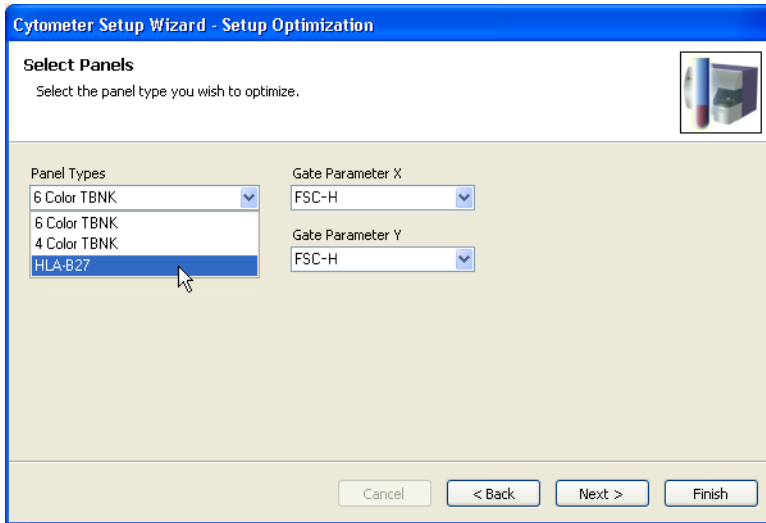 Cytometer Setup Wizard - Setup Optimization
Select Panels
Select the panel type you wish to optimize.
Panel Types
6 Color TBNK
6 Color TBNK
4 Color TBNK
HLA-B27
Gate Parameter X
FSC-H
Gate Parameter Y
FSC-H
Cancel
< Back
Next >
Finish